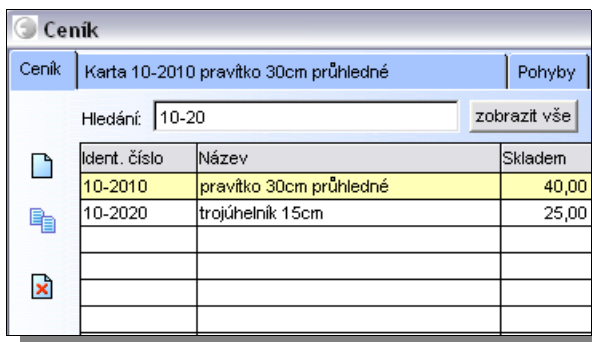 Ceník
Ceník Karta 10-2010 pravítko 30cm průhledné Pohyby
Hledání: 10-20 zobrazit vše
Ident. číslo Název Skladem
10-2010 pravítko 30cm průhledné 40,00
10-2020 trojúhelník 15cm 25,00